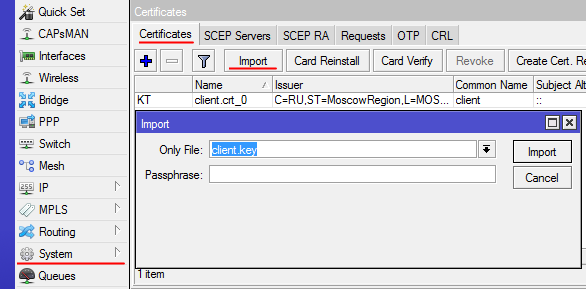 Quick Set
CAPsMAN
Interfaces
Wireless
Bridge
PPP
Switch
Mesh
255 IP
MPLS
Routing
System
Queues
Certificates
Certificates SCEP Servers SCEP RA Requests OTP CRL
Import Card Reinstall Card Verify Revoke Create Cert. Re
Name Issuer Common Name Subject Alt
KT client.crt_0 C=RU,ST=MoscowRegion,L=MOS... client ::
Import
Only File: client.key Import
Passphrase: Cancel
1 item